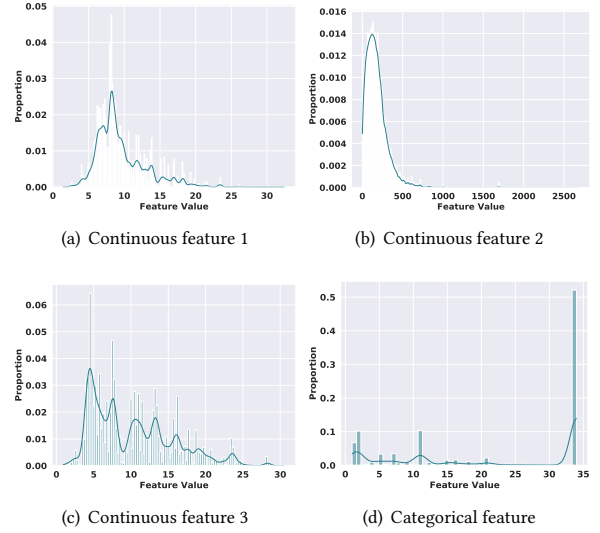 0.05
0.04
0.03
0.02
0.01
0.00
Proportion
0 5 10 15 20 25 30
Feature Value
(a) Continuous feature 1
0.016
0.014
0.012
0.010
0.008
0.006
0.004
0.002
0.000
Proportion
0 500 1000 1500 2000 2500
Feature Value
(b) Continuous feature 2
0.06
0.05
0.04
0.03
0.02
0.01
0.00
Proportion
0 5 10 15 20 25 30
Feature Value
(c) Continuous feature 3
0.5
0.4
0.3
0.2
0.1
0.0
Proportion
0 5 10 15 20 25 30 35
Feature Value
(d) Categorical feature